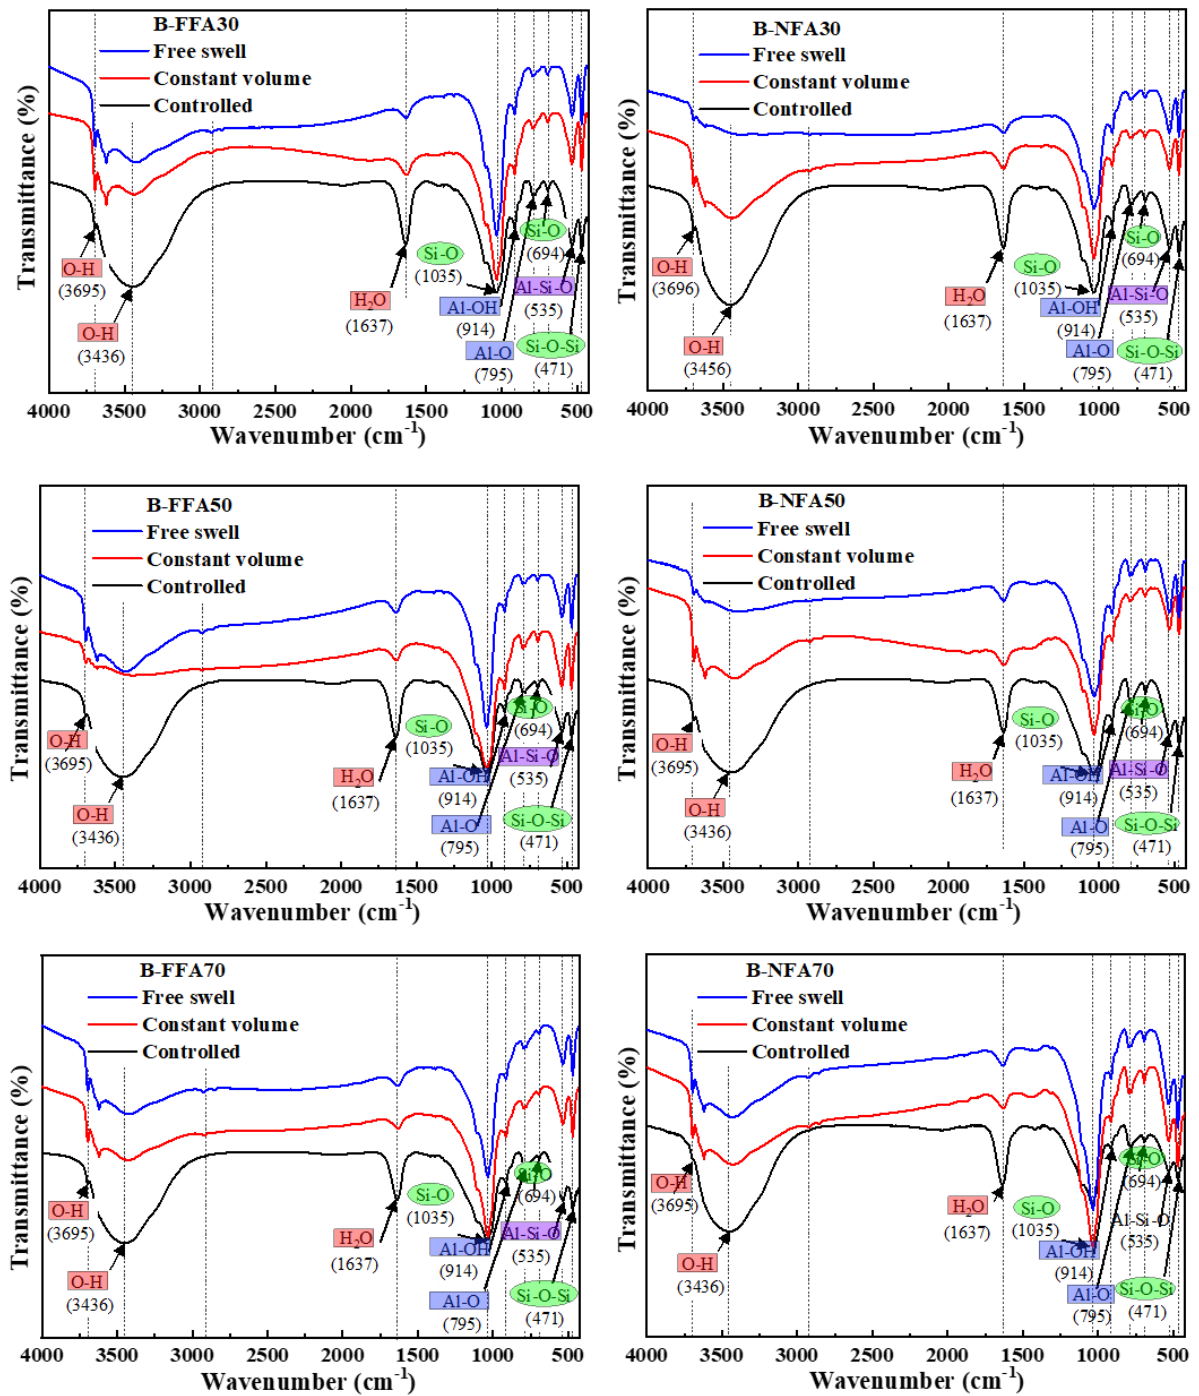 B-FFA30
Free swell
Constant volume
Controlled
Transmittance (%)
O-H
(3695)
O-H
(3436)
H2O
(1637)
Si-O
(1035)
Al-OH
(914)
Al-O
(795)
Si-O
(694)
Al-Si-O
(535)
Si-O-Si
(471)
4000 3500 3000 2500 2000 1500 1000 500
Wavenumber (cm-1)
B-NFA30
Free swell
Constant volume
Controlled
Transmittance (%)
O-H
(3696)
O-H
(3456)
H2O
(1637)
Si-O
(1035)
Al-OH
(914)
Al-O
(795)
Si-O
(694)
Al-Si-O
(535)
Si-O-Si
(471)
4000 3500 3000 2500 2000 1500 1000 500
Wavenumber (cm-1)
B-FFA50
Free swell
Constant volume
Controlled
Transmittance (%)
O-H
(3695)
O-H
(3436)
H2O
(1637)
Si-O
(1035)
Al-OH
(914)
Al-O
(795)
Si-O
(694)
Al-Si-O
(535)
Si-O-Si
(471)
4000 3500 3000 2500 2000 1500 1000 500
Wavenumber (cm-1)
B-NFA50
Free swell
Constant volume
Controlled
Transmittance (%)
O-H
(3695)
O-H
(3436)
H2O
(1637)
Si-O
(1035)
Al-OH
(914)
Al-O
(795)
Si-O
(694)
Al-Si-O
(535)
Si-O-Si
(471)
4000 3500 3000 2500 2000 1500 1000 500
Wavenumber (cm-1)
B-FFA70
Free swell
Constant volume
Controlled
Transmittance (%)
O-H
(3695)
O-H
(3436)
H2O
(1637)
Si-O
(1035)
Al-OH
(914)
Al-O
(795)
Si-O
(694)
Al-Si-O
(535)
Si-O-Si
(471)
4000 3500 3000 2500 2000 1500 1000 500
Wavenumber (cm-1)
B-NFA70
Free swell
Constant volume
Controlled
Transmittance (%)
O-H
(3695)
O-H
(3436)
H2O
(1637)
Si-O
(1035)
Al-OH
(914)
Al-O
(795)
Si-O
(694)
Al-Si-O
(535)
Si-O-Si
(471)
4000 3500 3000 2500 2000 1500 1000 500
Wavenumber (cm-1)